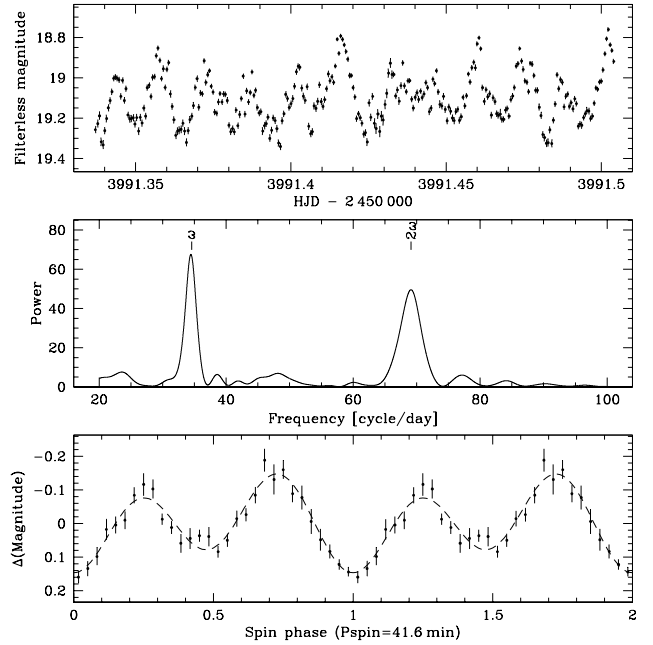 Filterless magnitude
18.8
19
19.2
19.4
3991.35 3991.4 3991.45 3991.5
HJD − 2 450 000
Power
80
60
40
20
0
3
3
2
20 40 60 80 100
Frequency [cycle/day]
Δ(Magnitude)
-0.2
-0.1
0
0.1
0.2
0 0.5 1 1.5 2
Spin phase (Pspin=41.6 min)